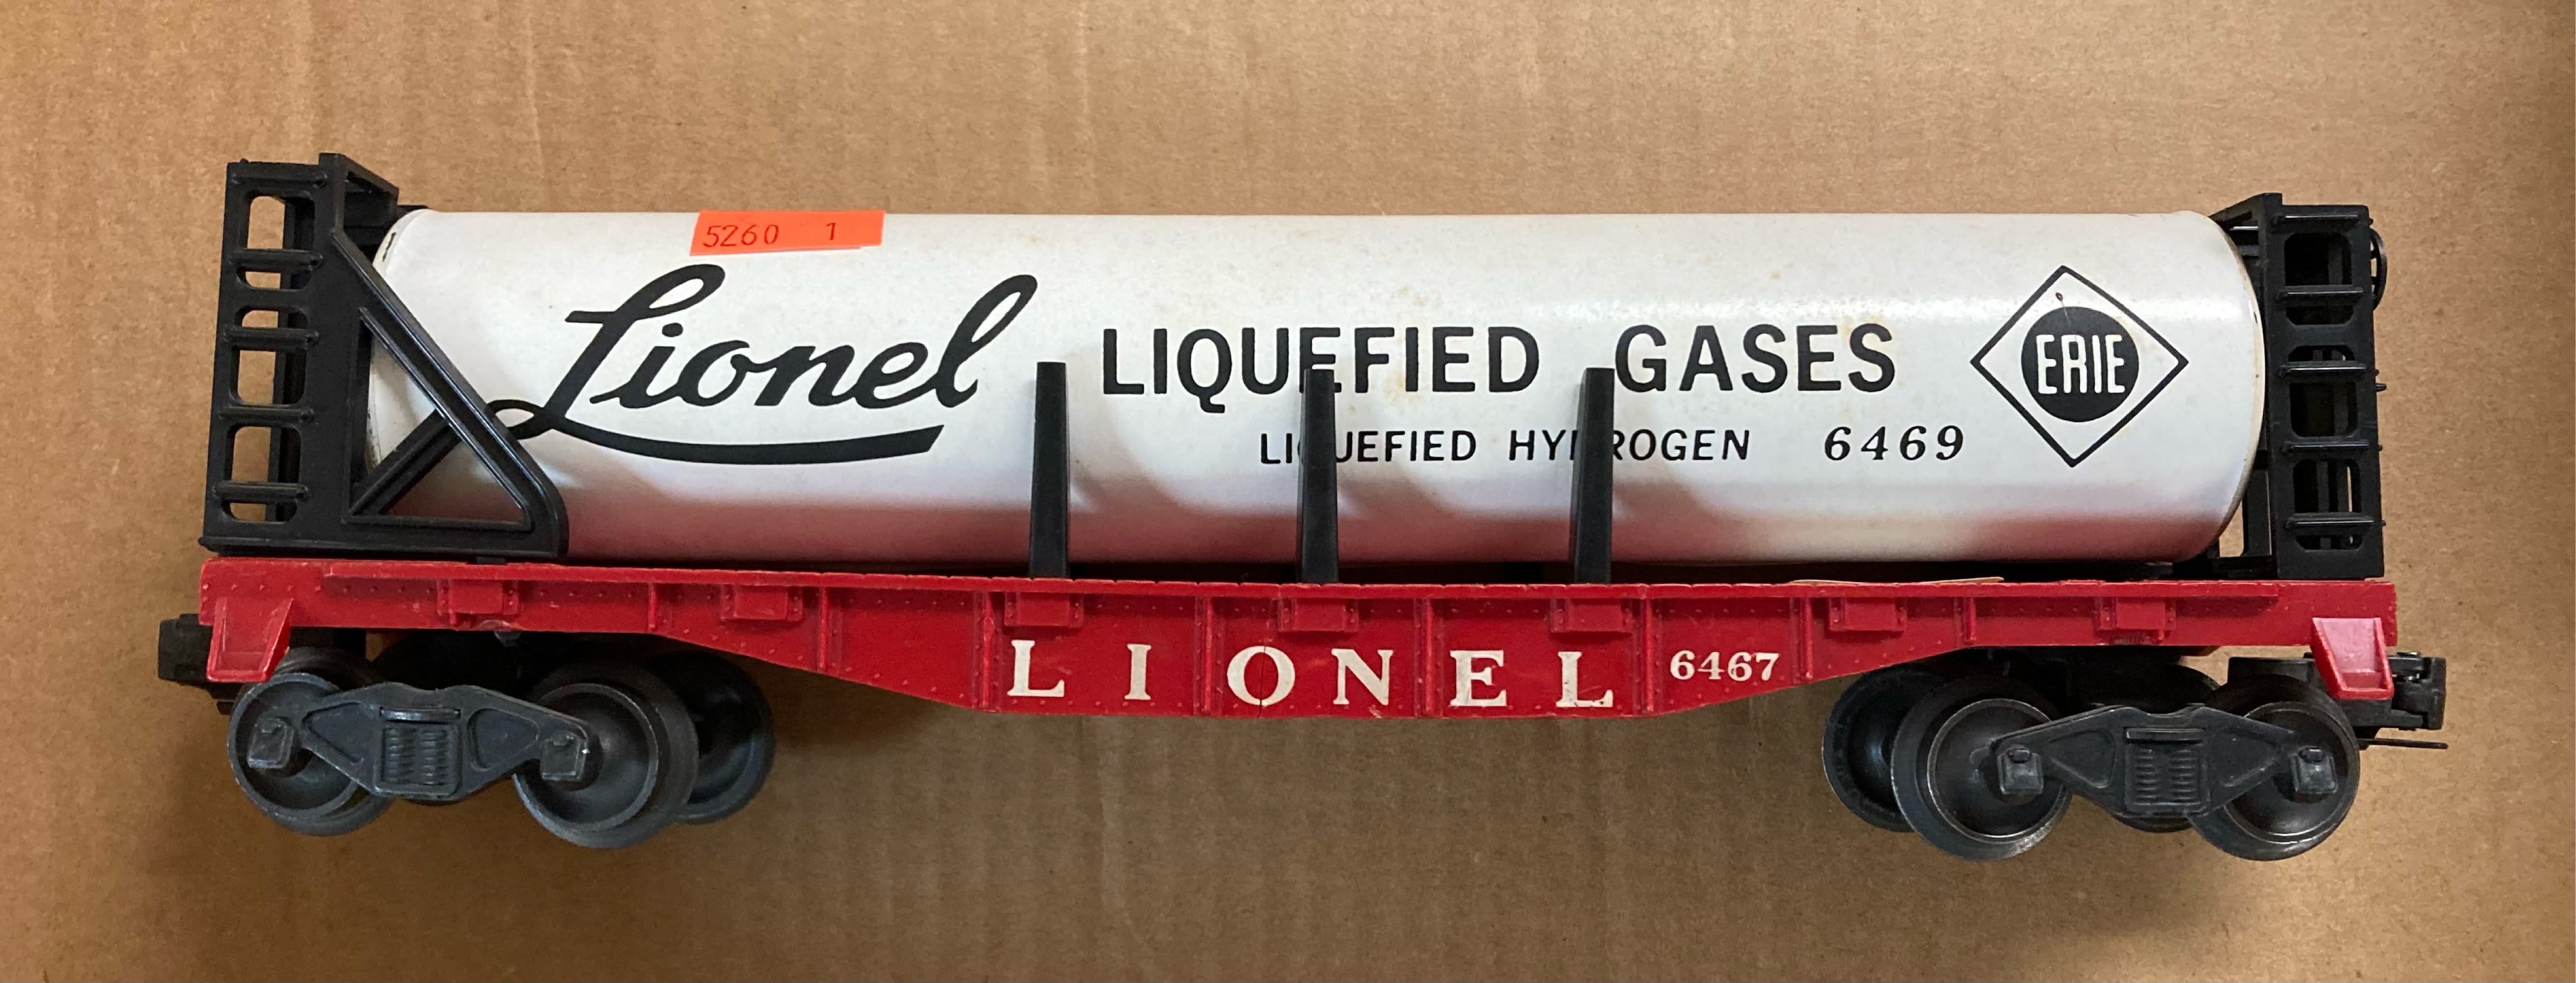 5260 1
Lionel LIQUEFIED GASES
ERIE
LIQUEFIED HYDROGEN 6469
LIONEL 6467